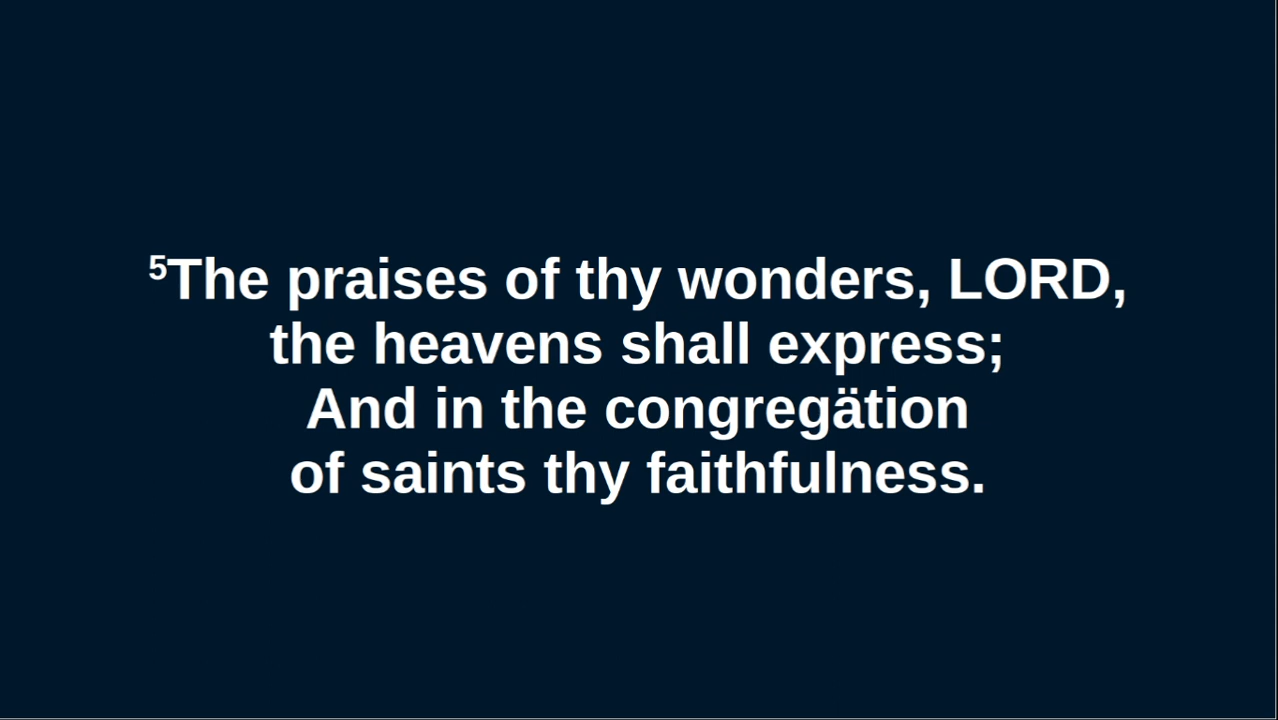 ⁵The praises of thy wonders, LORD,
the heavens shall express;
And in the congregätion
of saints thy faithfulness.